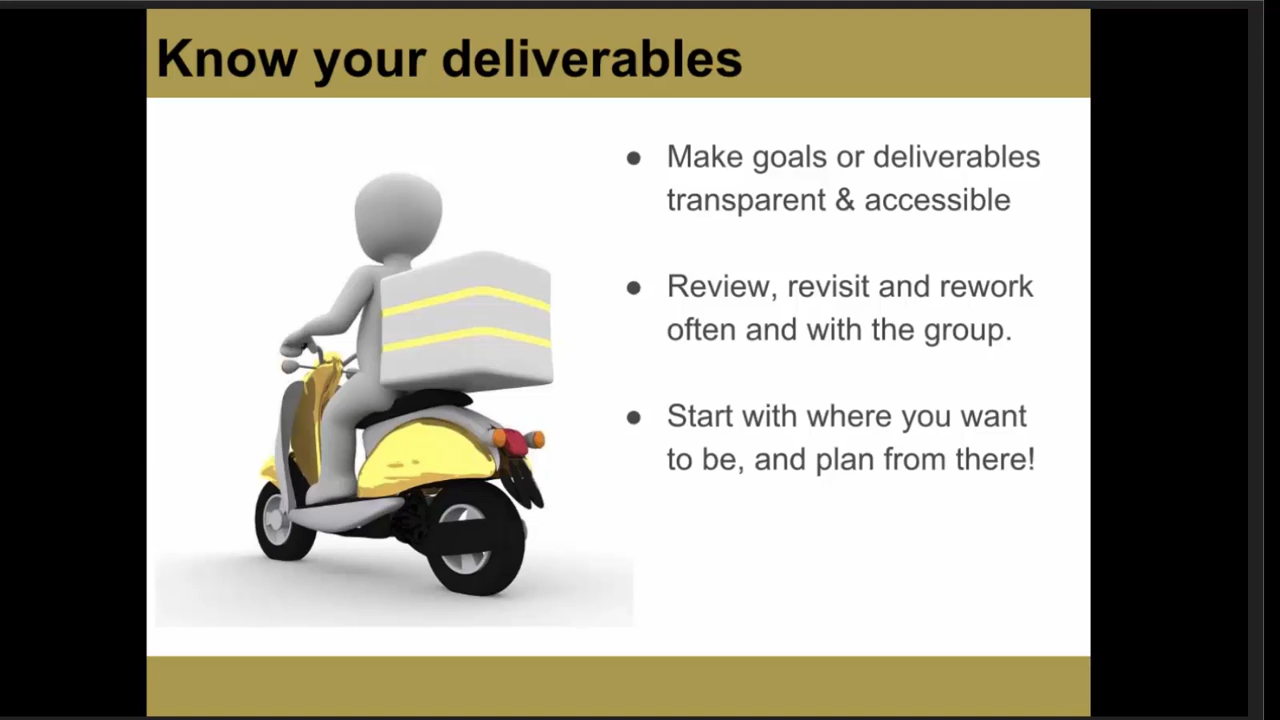 Know your deliverables
● Make goals or deliverables
transparent & accessible
● Review, revisit and rework
often and with the group.
● Start with where you want
to be, and plan from there!